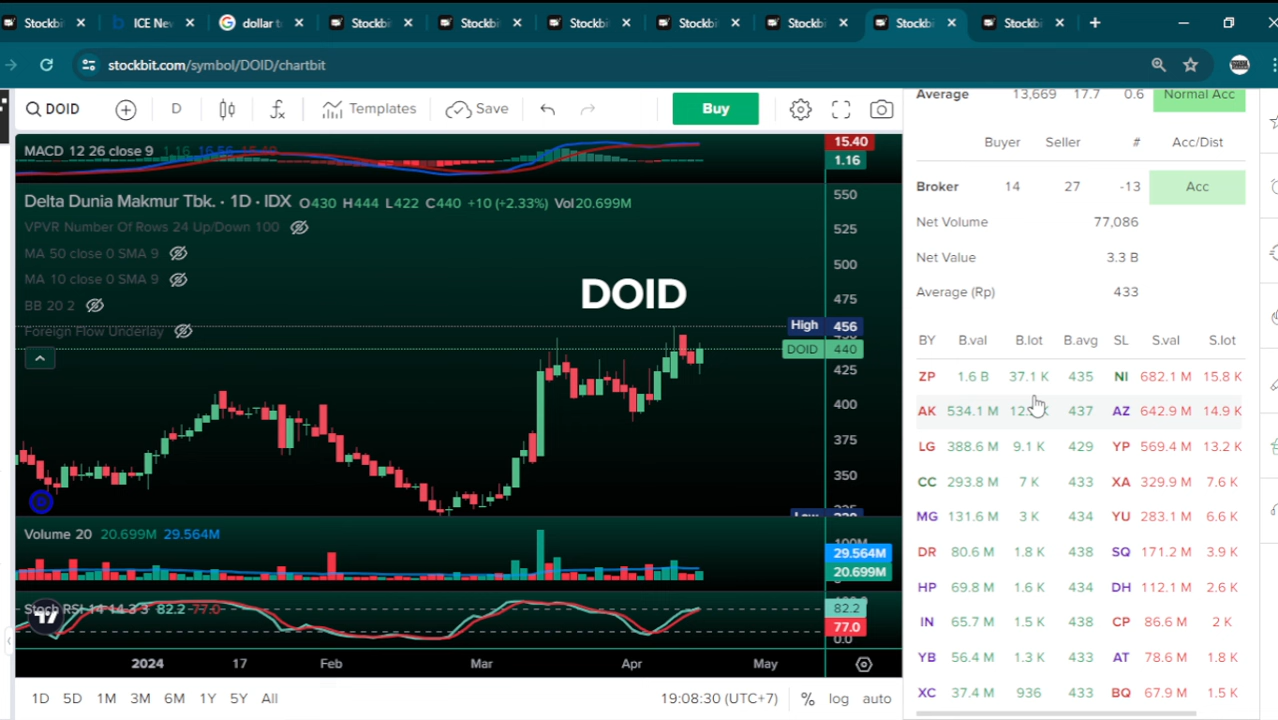 Stockbi
ICE Nev
dollar t
Stockbi
Stockbi
Stockbi
Stockbi
Stockbi
Stockbi
Stockbi
stockbit.com/symbol/DOID/chartbit
DOID
D
Templates
Save
Buy
MACD 12 26 close 9 1.16 16.56 15.40
15.40
1.16
Delta Dunia Makmur Tbk. · 1D · IDX O430 H444 L422 C440 +10 (+2.33%) Vol20.699M
VPVR Number Of Rows 24 Up/Down 100
MA 50 close 0 SMA 9
MA 10 close 0 SMA 9
BB 20 2
Foreign Flow Underlay
DOID
550
525
500
475
High 456
DOID 440
425
400
375
350
Volume 20 20.699M 29.564M
29.564M
20.699M
Stoch RSI 14 14 3 3 82.2 77.0
82.2
77.0
0.0
2024 17 Feb Mar Apr May
1D 5D 1M 3M 6M 1Y 5Y All
19:08:30 (UTC+7) % log auto
Average 13,669 17.7 0.6 Normal Acc
Buyer Seller # Acc/Dist
Broker 14 27 -13 Acc
Net Volume 77,086
Net Value 3.3 B
Average (Rp) 433
BY B.val B.lot B.avg SL S.val S.lot
ZP 1.6 B 37.1 K 435 NI 682.1 M 15.8 K
AK 534.1 M 437 AZ 642.9 M 14.9 K
LG 388.6 M 9.1 K 429 YP 569.4 M 13.2 K
CC 293.8 M 7 K 433 XA 329.9 M 7.6 K
MG 131.6 M 3 K 434 YU 283.1 M 6.6 K
DR 80.6 M 1.8 K 438 SQ 171.2 M 3.9 K
HP 69.8 M 1.6 K 434 DH 112.1 M 2.6 K
IN 65.7 M 1.5 K 438 CP 86.6 M 2 K
YB 56.4 M 1.3 K 433 AT 78.6 M 1.8 K
XC 37.4 M 936 433 BQ 67.9 M 1.5 K